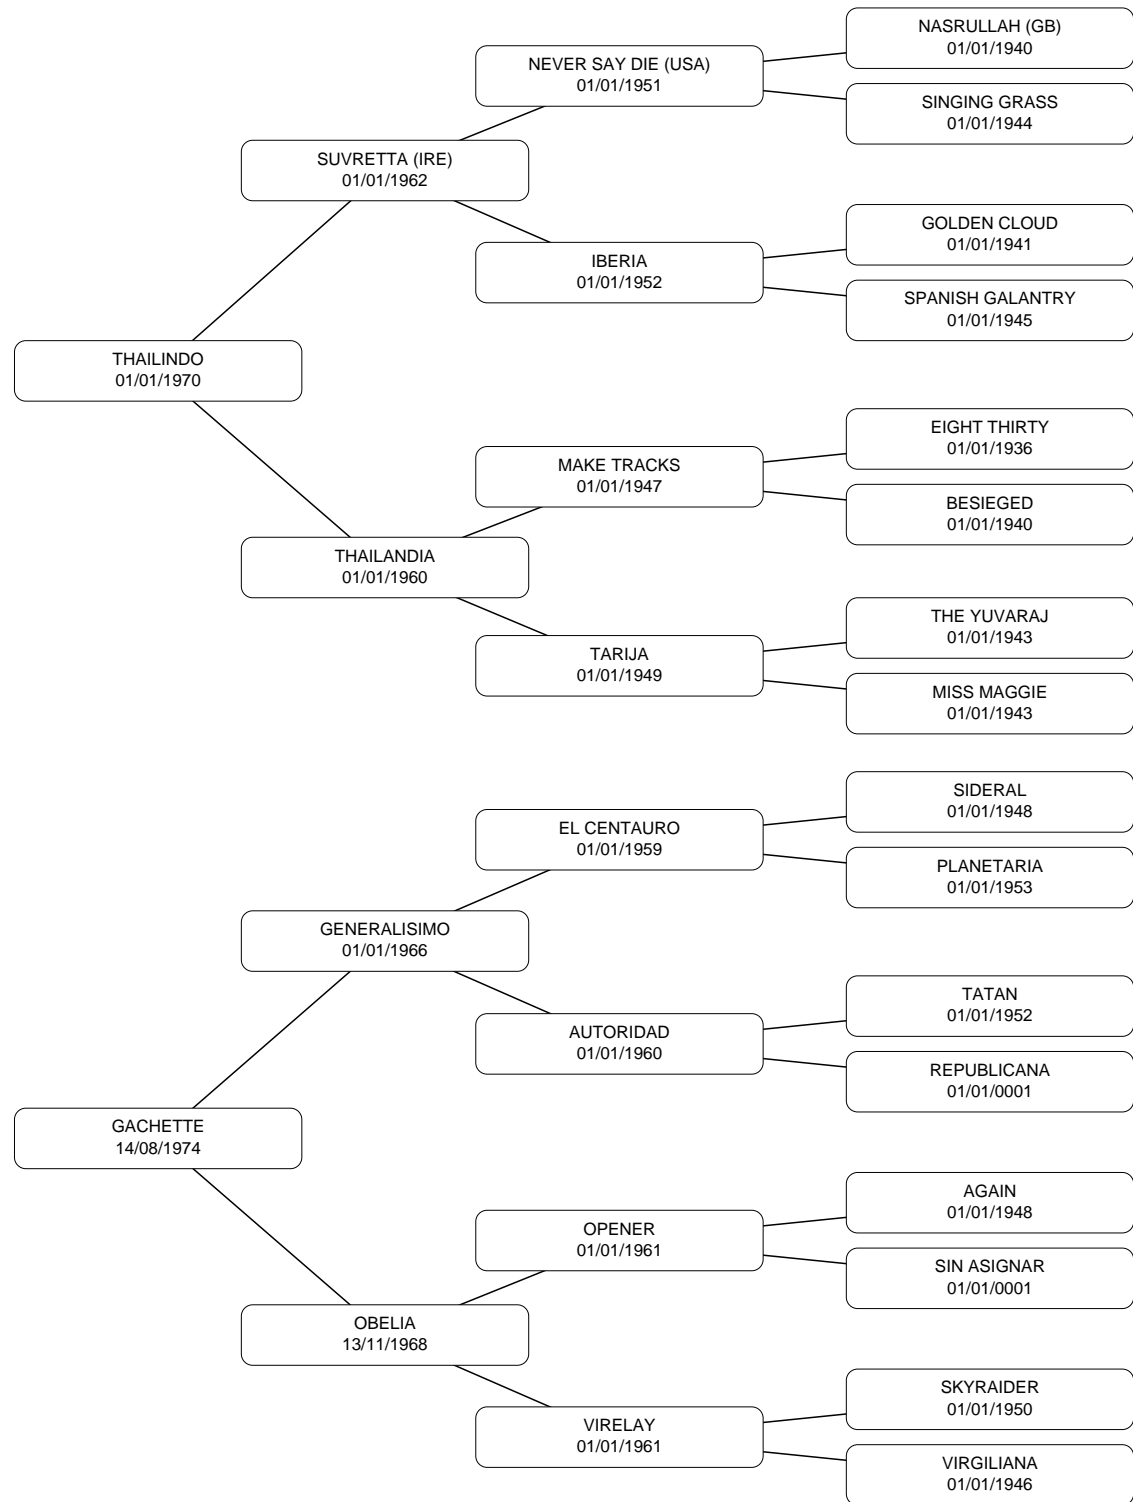 NASRULLAH (GB)
01/01/1940
NEVER SAY DIE (USA)
01/01/1951
SINGING GRASS
01/01/1944
SUVRETTA (IRE)
01/01/1962
GOLDEN CLOUD
01/01/1941
IBERIA
01/01/1952
SPANISH GALANTRY
01/01/1945
THAILINDO
01/01/1970
EIGHT THIRTY
01/01/1936
MAKE TRACKS
01/01/1947
BESIEGED
01/01/1940
THAILANDIA
01/01/1960
THE YUVARAJ
01/01/1943
TARIJA
01/01/1949
MISS MAGGIE
01/01/1943
SIDERAL
01/01/1948
EL CENTAURO
01/01/1959
PLANETARIA
01/01/1953
GENERALISIMO
01/01/1966
TATAN
01/01/1952
AUTORIDAD
01/01/1960
REPUBLICANA
01/01/0001
GACHETTE
14/08/1974
AGAIN
01/01/1948
OPENER
01/01/1961
SIN ASIGNAR
01/01/0001
OBELIA
13/11/1968
SKYRAIDER
01/01/1950
VIRELAY
01/01/1961
VIRGILIANA
01/01/1946